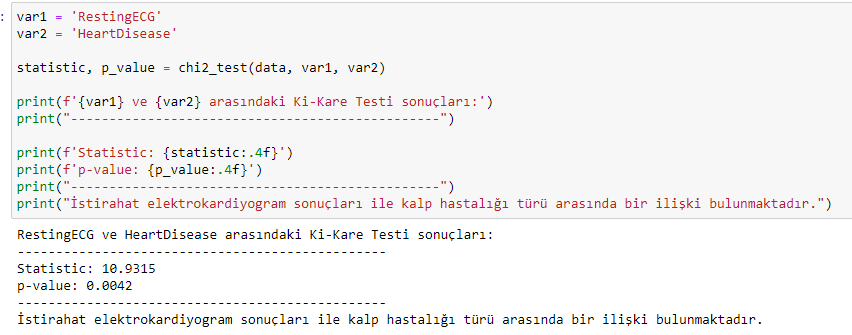 : var1 = 'RestingECG'
var2 = 'HeartDisease'
statistic, p_value = chi2_test(data, var1, var2)
print(f'{var1} ve {var2} arasındaki Ki-Kare Testi sonuçları:')
print("-----------------------------------------------")
print(f'Statistic: {statistic:.4f}')
print(f'p-value: {p_value:.4f}')
print("-----------------------------------------------")
print("İstirahat elektrokardiyogram sonuçları ile kalp hastalığı türü arasında bir ilişki bulunmaktadır.")
RestingECG ve HeartDisease arasındaki Ki-Kare Testi sonuçları:
-----------------------------------------------
Statistic: 10.9315
p-value: 0.0042
-----------------------------------------------
İstirahat elektrokardiyogram sonuçları ile kalp hastalığı türü arasında bir ilişki bulunmaktadır.